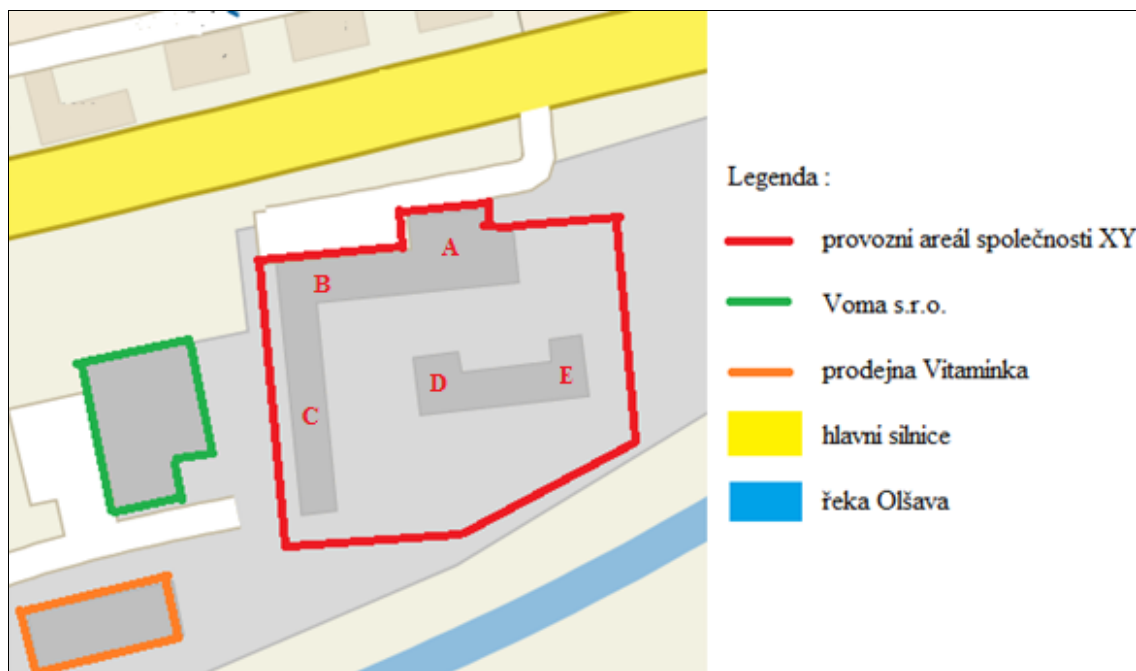 A
B
C
D
E
Legenda :
provozní areál společnosti XY
Voma s.r.o.
prodejna Vitaminka
hlavní silnice
řeka Olšava